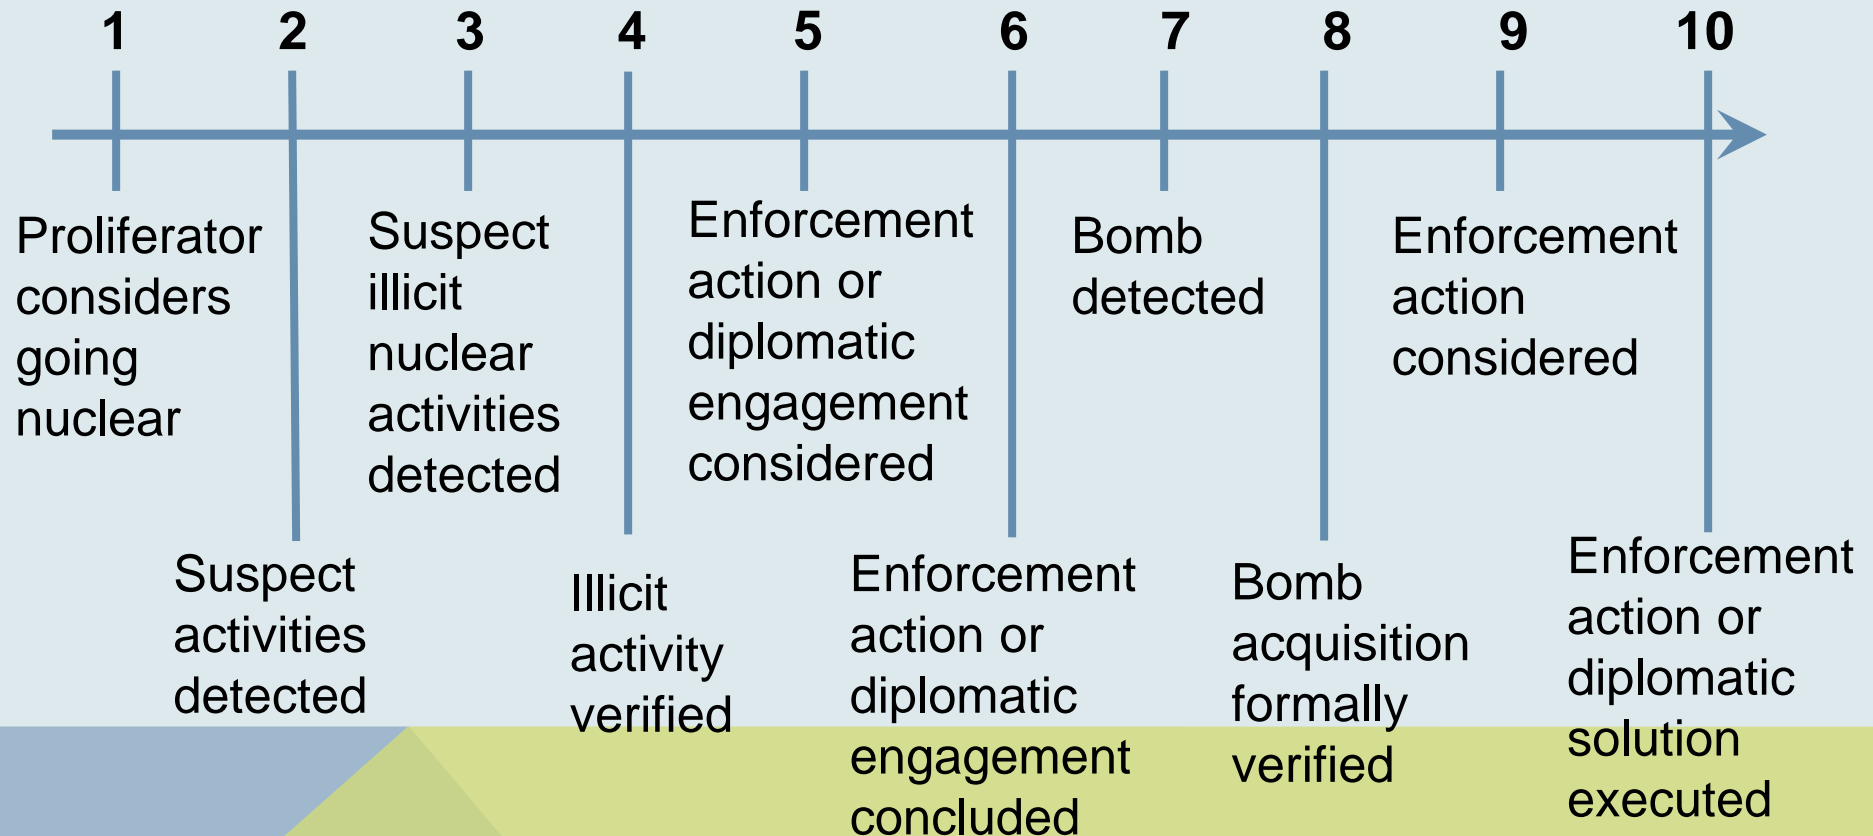 1 2 3 4 5 6 7 8 9 10
Proliferator
considers
going
nuclear
Suspect
activities
detected
Suspect
illicit
nuclear
activities
detected
Illicit
activity
verified
Enforcement
action or
diplomatic
engagement
considered
Enforcement
action or
diplomatic
engagement
concluded
Bomb
detected
Bomb
acquisition
formally
verified
Enforcement
action
considered
Enforcement
action or
diplomatic
solution
executed